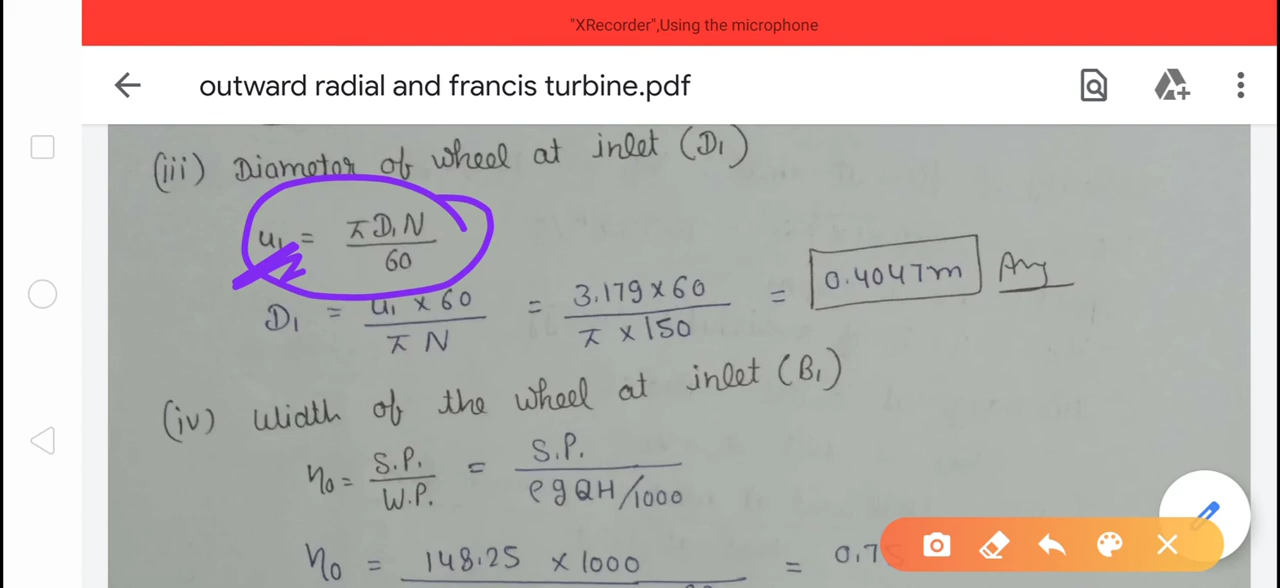 "XRecorder",Using the microphone
outward radial and francis turbine.pdf
(iii) Diameter of wheel at inlet (D₁)
u₁ = πD₁N / 60
D₁ = u₁ × 60 / πN = 3.179 × 60 / π × 150 = 0.4047m Ans
(iv) Width of the wheel at inlet (B₁)
η₀ = S.P. / W.P. = S.P. / ρgQH/1000
η₀ = 148.25 × 1000 = 0.7